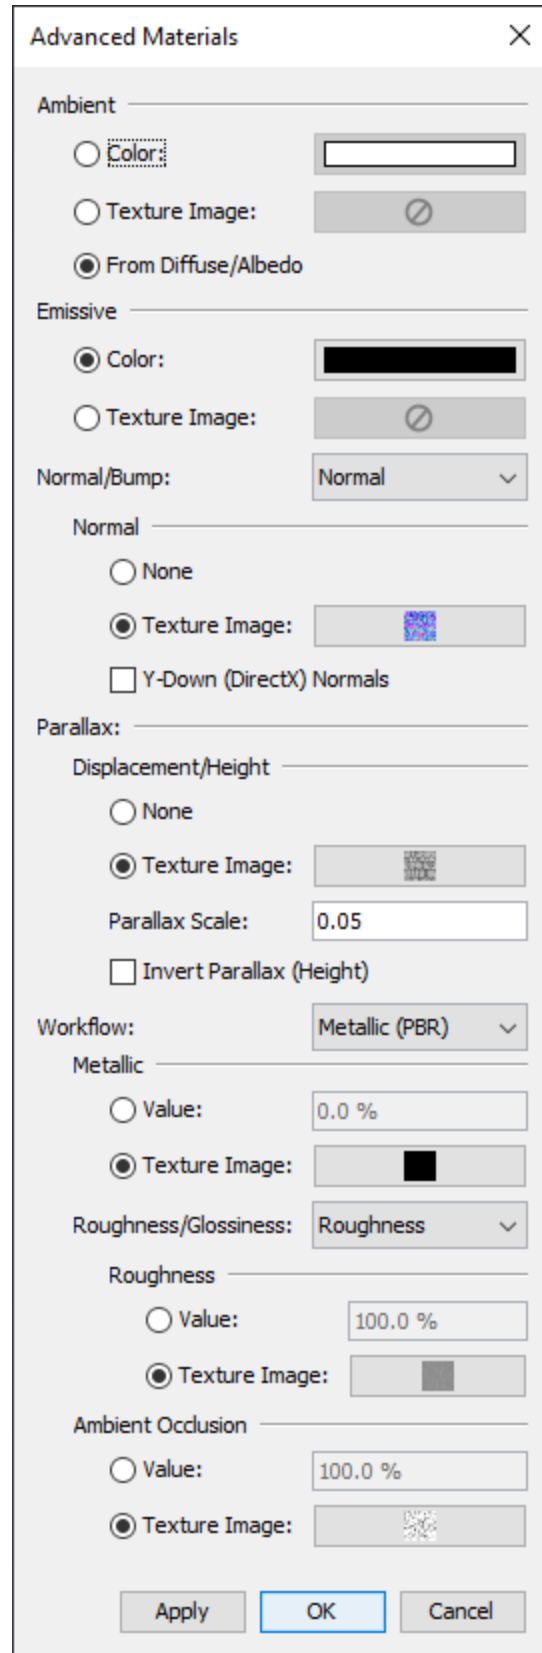 Advanced Materials
Ambient
Color:
Texture Image:
From Diffuse/Albedo
Emissive
Color:
Texture Image:
Normal/Bump: Normal
Normal
None
Texture Image:
Y-Down (DirectX) Normals
Parallax:
Displacement/Height
None
Texture Image:
Parallax Scale: 0.05
Invert Parallax (Height)
Workflow: Metallic (PBR)
Metallic
Value: 0.0 %
Texture Image:
Roughness/Glossiness: Roughness
Roughness
Value: 100.0 %
Texture Image:
Ambient Occlusion
Value: 100.0 %
Texture Image:
Apply OK Cancel